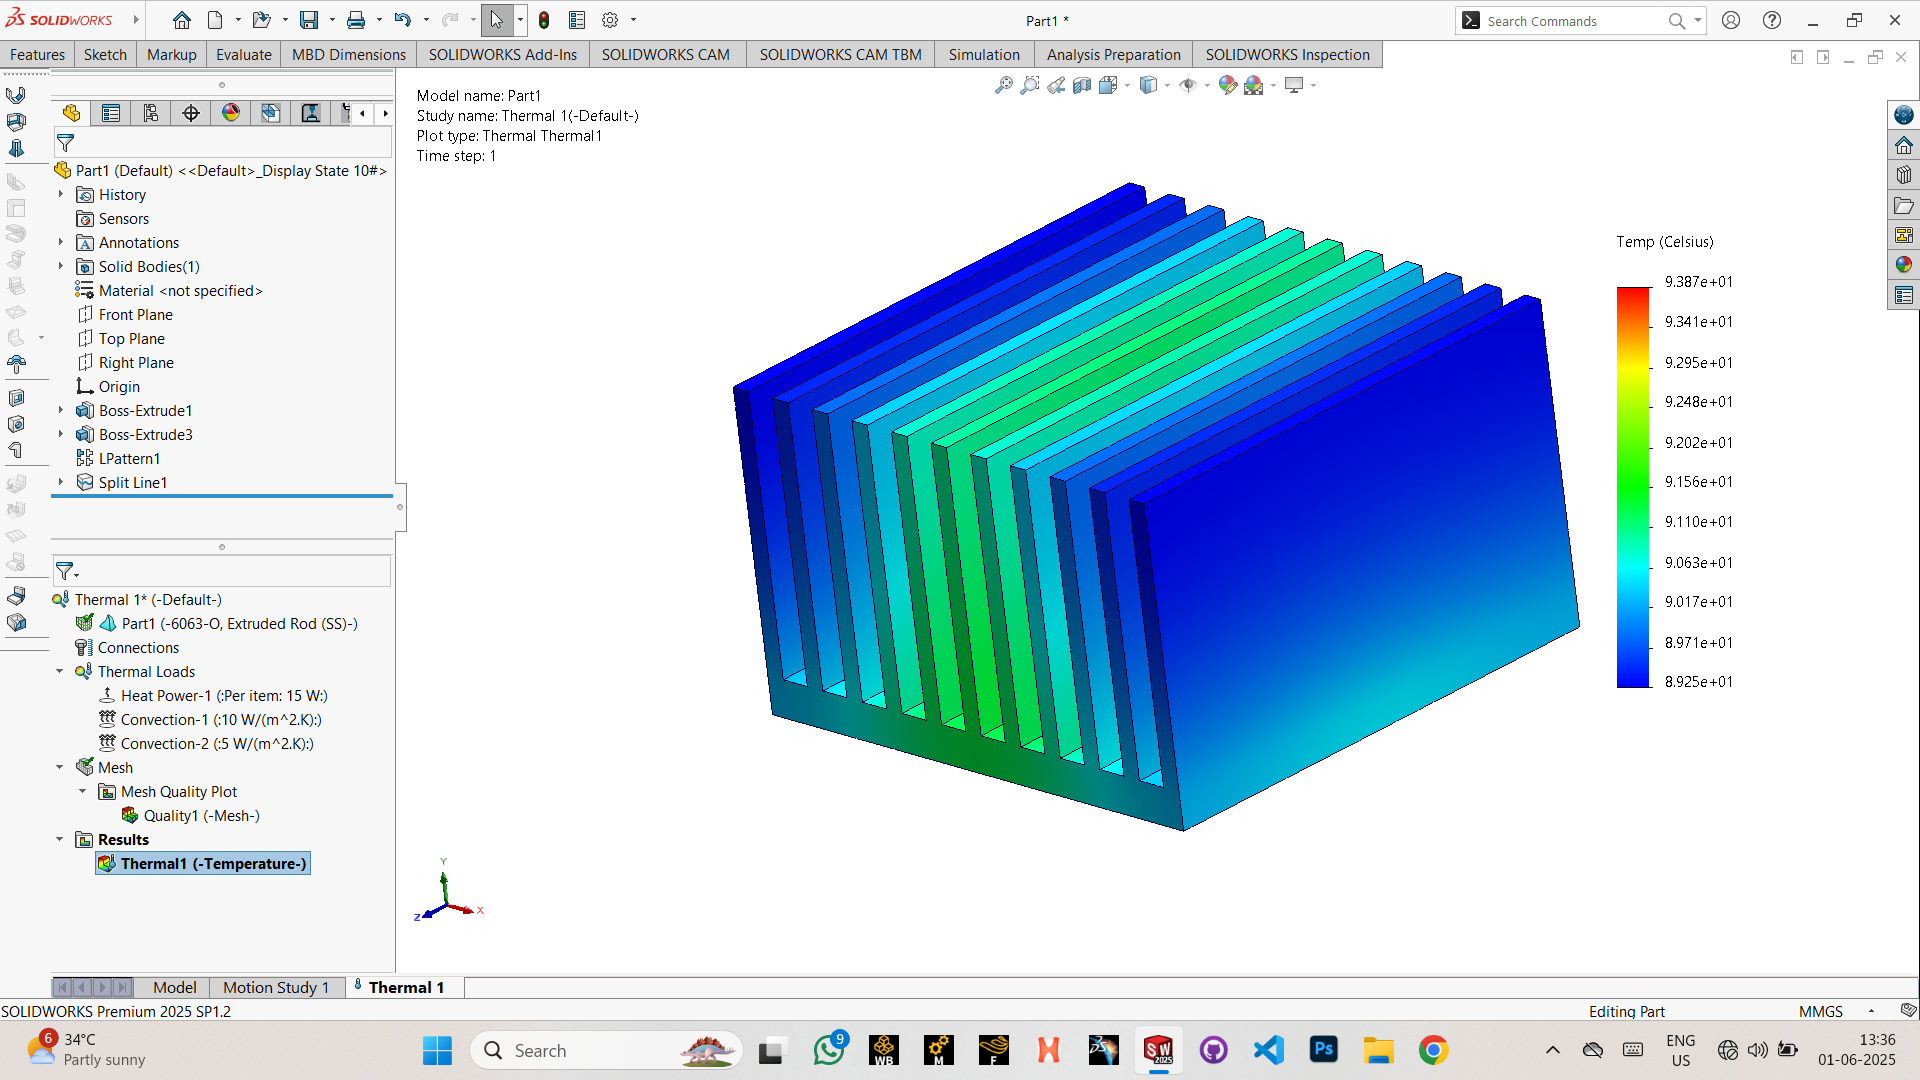 SOLIDWORKS
Part1 *
Search Commands
Features
Sketch
Markup
Evaluate
MBD Dimensions
SOLIDWORKS Add-Ins
SOLIDWORKS CAM
SOLIDWORKS CAM TBM
Simulation
Analysis Preparation
SOLIDWORKS Inspection
Model name: Part1
Study name: Thermal 1(-Default-)
Plot type: Thermal Thermal1
Time step: 1
Part1 (Default) <<Default>_Display State 10#>
History
Sensors
Annotations
Solid Bodies(1)
Material <not specified>
Front Plane
Top Plane
Right Plane
Origin
Boss-Extrude1
Boss-Extrude3
LPattern1
Split Line1
Thermal 1* (-Default-)
Part1 (-6063-O, Extruded Rod (SS)-)
Connections
Thermal Loads
Heat Power-1 (:Per item: 15 W:)
Convection-1 (:10 W/(m^2.K):)
Convection-2 (:5 W/(m^2.K):)
Mesh
Mesh Quality Plot
Quality1 (-Mesh-)
Results
Thermal1 (-Temperature-)
Temp (Celsius)
9.387e+01
9.341e+01
9.295e+01
9.248e+01
9.202e+01
9.156e+01
9.110e+01
9.063e+01
9.017e+01
8.971e+01
8.925e+01
Y
Z
X
Model
Motion Study 1
Thermal 1
SOLIDWORKS Premium 2025 SP1.2
Editing Part
MMGS
6
34°C
Partly sunny
Search
9
WB
M
F
SW
2025
Ps
ENG
US
13:36
01-06-2025